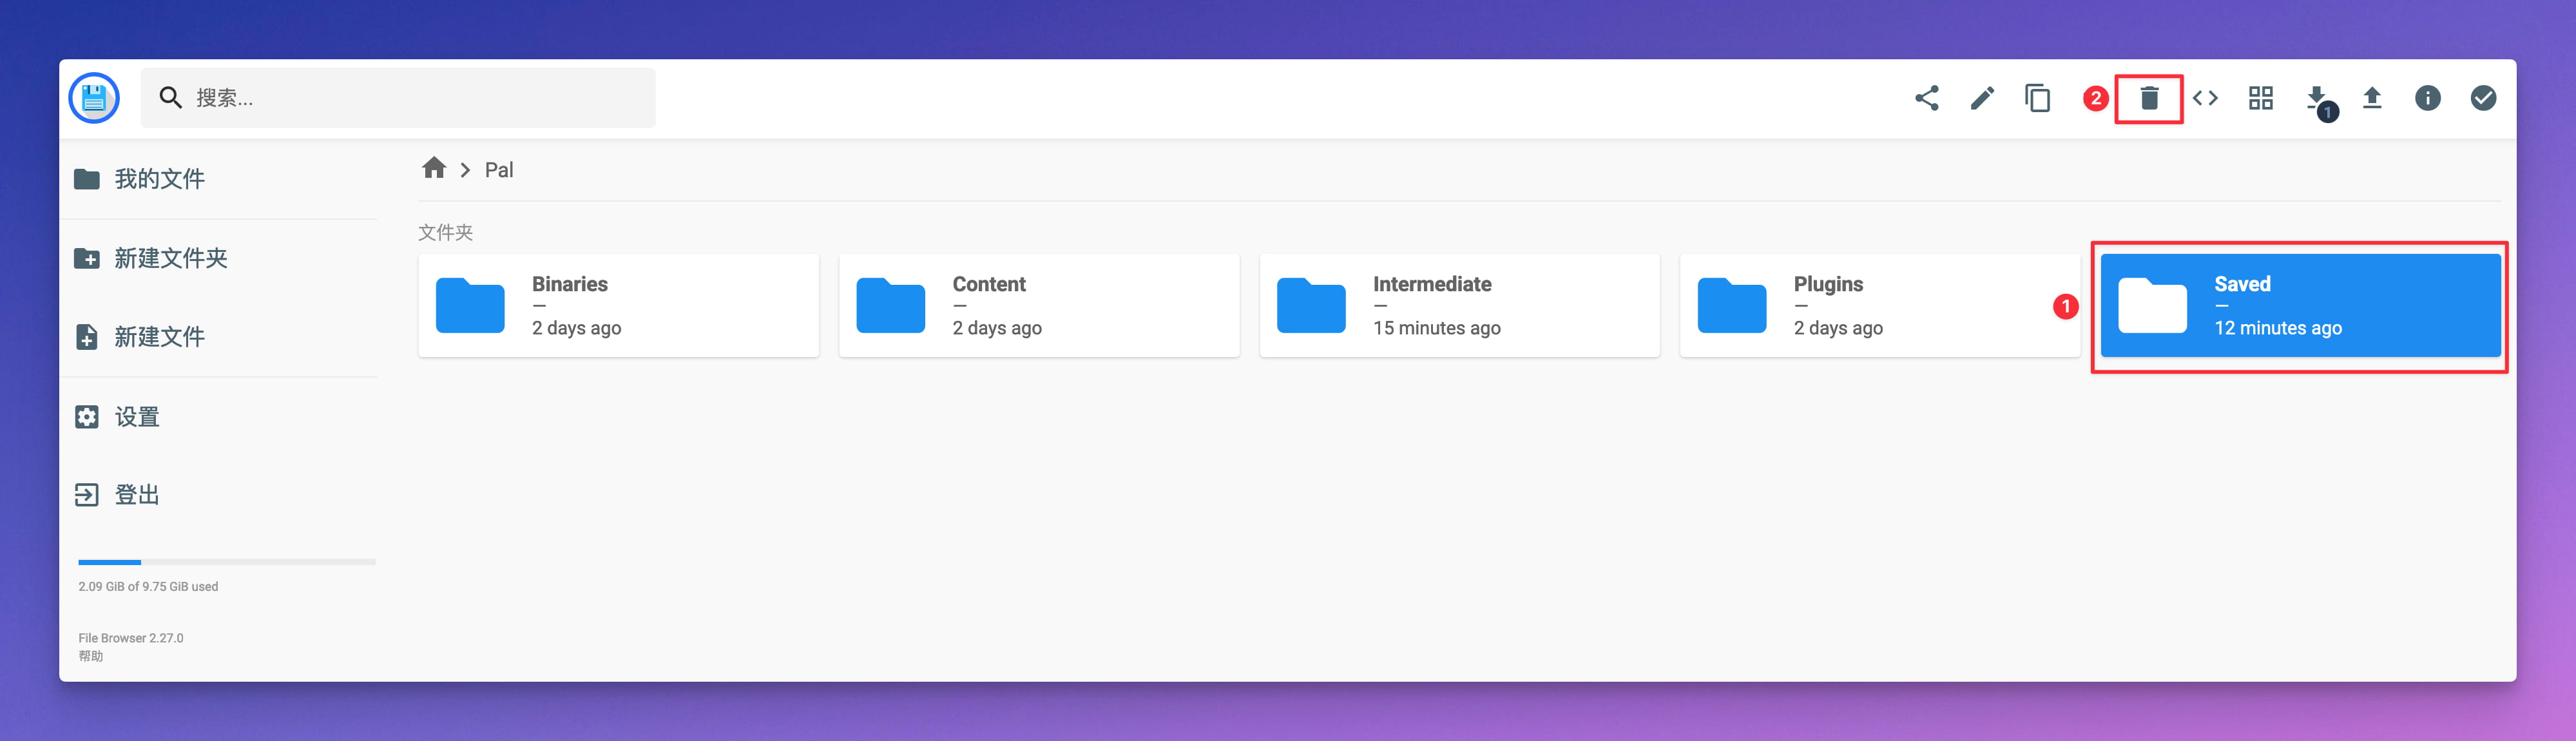 搜索...
2
1
我的文件
新建文件夹
新建文件
设置
登出
2.09 GiB of 9.75 GiB used
File Browser 2.27.0
帮助
Pal
文件夹
Binaries
—
2 days ago
Content
—
2 days ago
Intermediate
—
15 minutes ago
Plugins
—
2 days ago
1
Saved
—
12 minutes ago